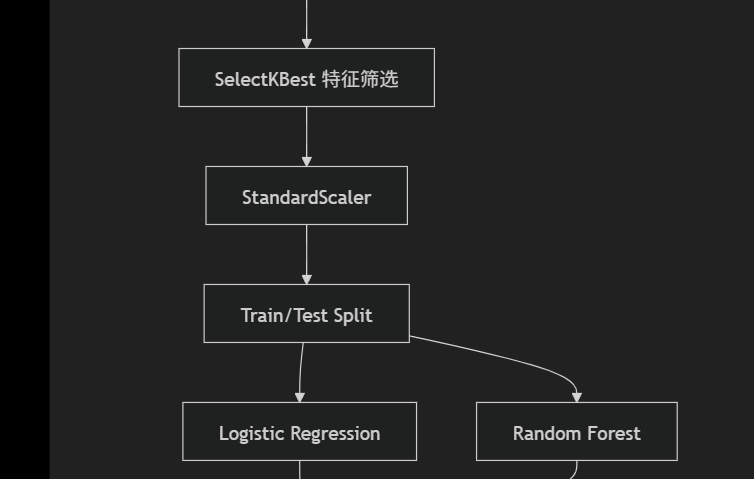 SelectKBest 特征筛选
StandardScaler
Train/Test Split
Logistic Regression
Random Forest